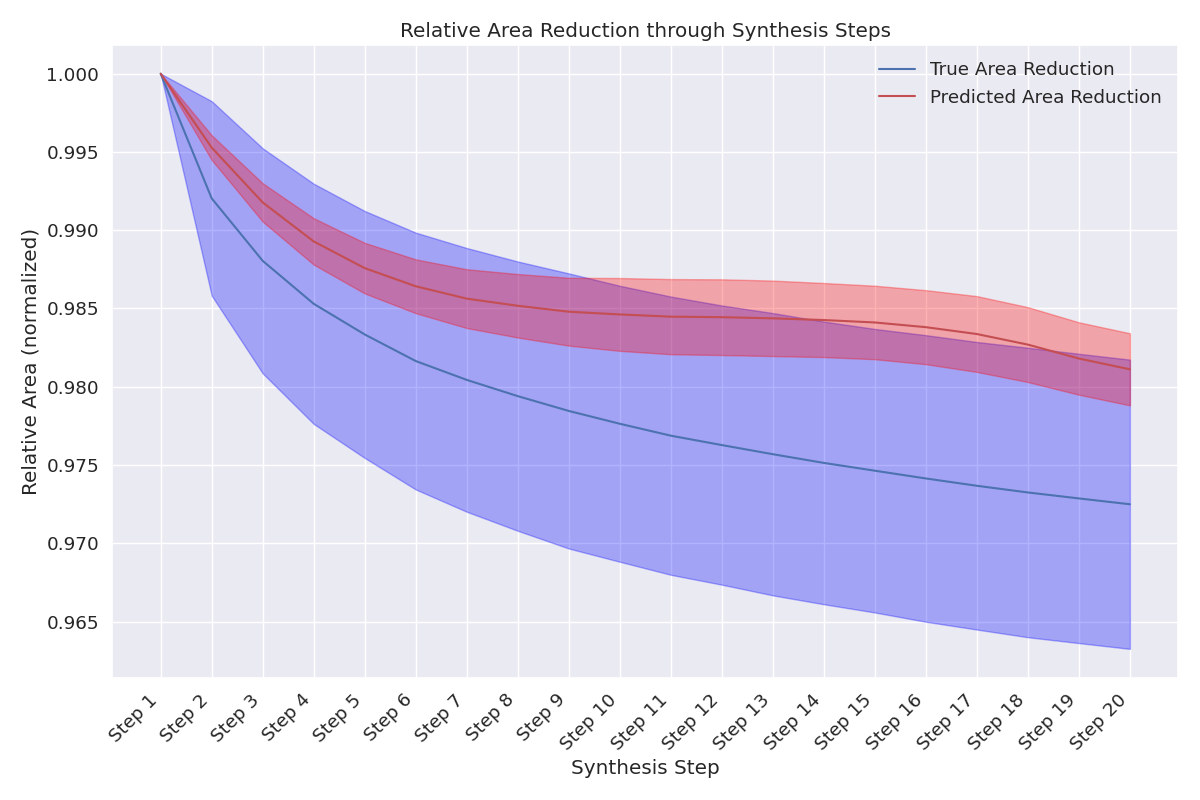 Relative Area Reduction through Synthesis Steps
True Area Reduction
Predicted Area Reduction
Relative Area (normalized)
1.000
0.995
0.990
0.985
0.980
0.975
0.970
0.965
Step 1
Step 2
Step 3
Step 4
Step 5
Step 6
Step 7
Step 8
Step 9
Step 10
Step 11
Step 12
Step 13
Step 14
Step 15
Step 16
Step 17
Step 18
Step 19
Step 20
Synthesis Step